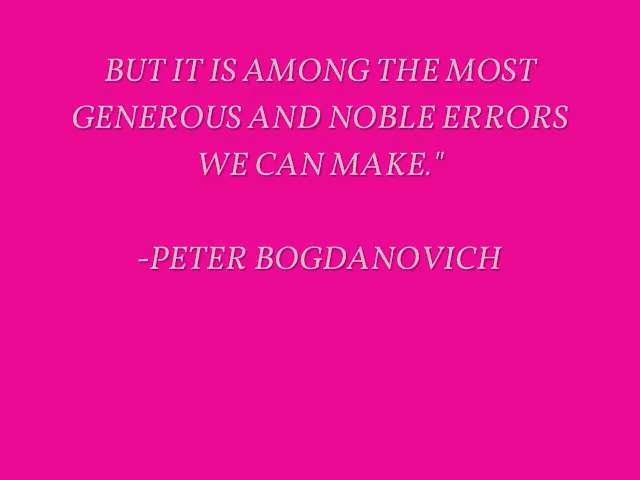 BUT IT IS AMONG THE MOST
GENEROUS AND NOBLE ERRORS
WE CAN MAKE."
-PETER BOGDANOVICH